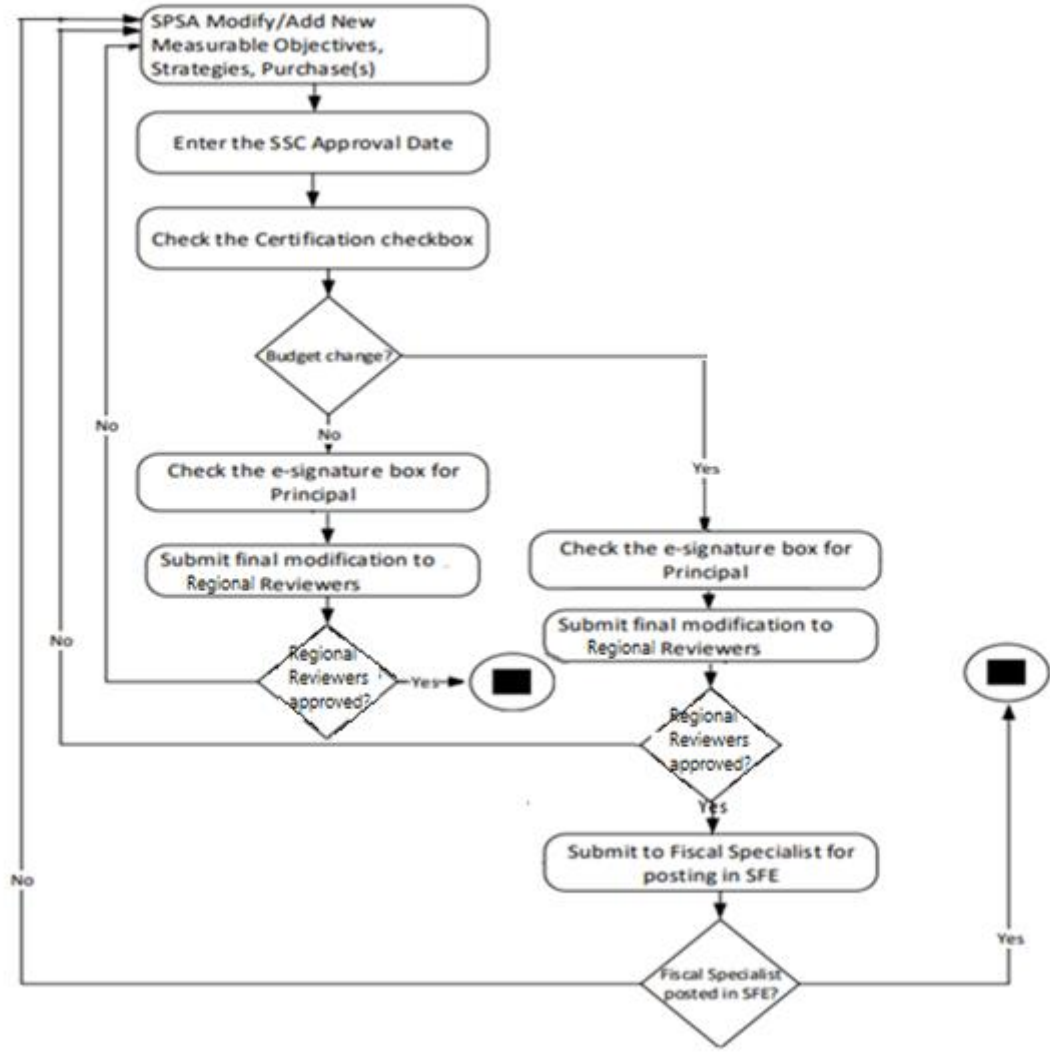 SPSA Modify/Add New
Measurable Objectives,
Strategies, Purchase(s)
Enter the SSC Approval Date
Check the Certification checkbox
Budget change?
No
No
Yes
Check the e-signature box for
Principal
Submit final modification to
Regional Reviewers
Check the e-signature box for
Principal
Submit final modification to
Regional Reviewers
No
Regional
Reviewers
approved?
Yes
Regional
Reviewers
approved?
Yes
Submit to Fiscal Specialist for
posting in SFE
No
Yes
Fiscal Specialist
posted in SFE?